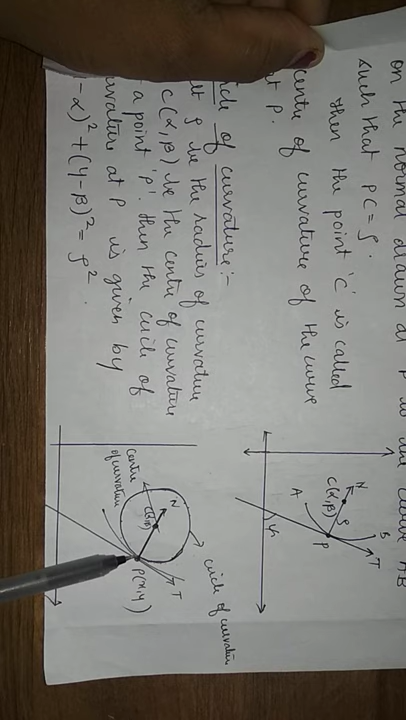 on the normal drawn at P to the curve AB
such that PC = ρ.
then the point 'C' is called
centre of curvature of the curve
at P.
N
C(α,β)
ρ
A
B
P
T
ψ
of curvature:-
ρ be the radius of curvature
C(α,β) be the centre of curvature
a point 'P'. then the circle of
curvature at P is given by
- α)² + (y - β)² = ρ².
centre
of curvature
N
(α,β)
P(x,y)
T
circle of curvature